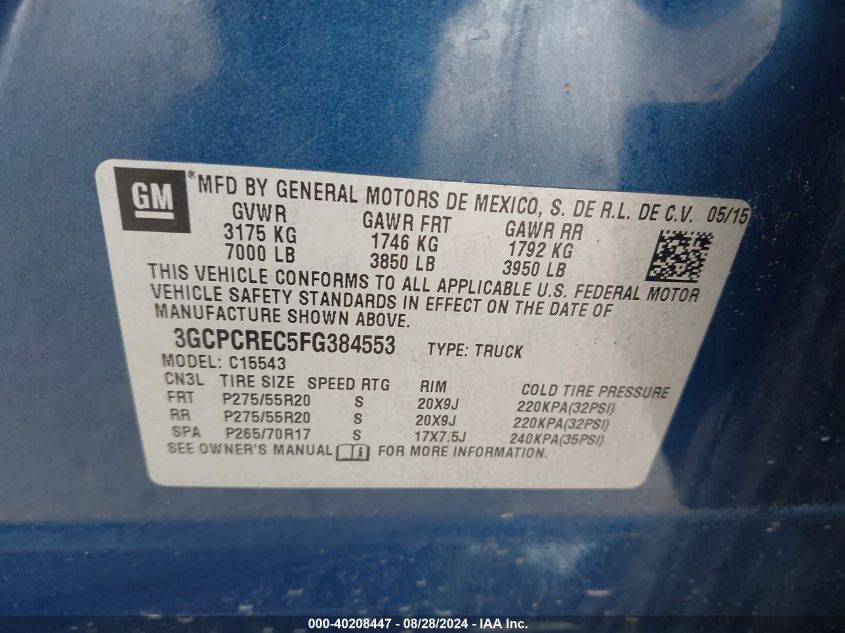 GM ® MFD BY GENERAL MOTORS DE MEXICO, S. DE R.L. DE C.V. 05/15
GVWR GAWR FRT GAWR RR
3175 KG 1746 KG 1792 KG
7000 LB 3850 LB 3950 LB
THIS VEHICLE CONFORMS TO ALL APPLICABLE U.S. FEDERAL MOTOR
VEHICLE SAFETY STANDARDS IN EFFECT ON THE DATE OF
MANUFACTURE SHOWN ABOVE.
3GCPCREC5FG384553 TYPE: TRUCK
MODEL: C15543
CN3L TIRE SIZE SPEED RTG RIM COLD TIRE PRESSURE
FRT P275/55R20 S 20X9J 220KPA(32PSI)
RR P275/55R20 S 20X9J 220KPA(32PSI)
SPA P265/70R17 S 17X7.5J 240KPA(35PSI)
SEE OWNER'S MANUAL FOR MORE INFORMATION.
000-40208447 - 08/28/2024 - IAA Inc.